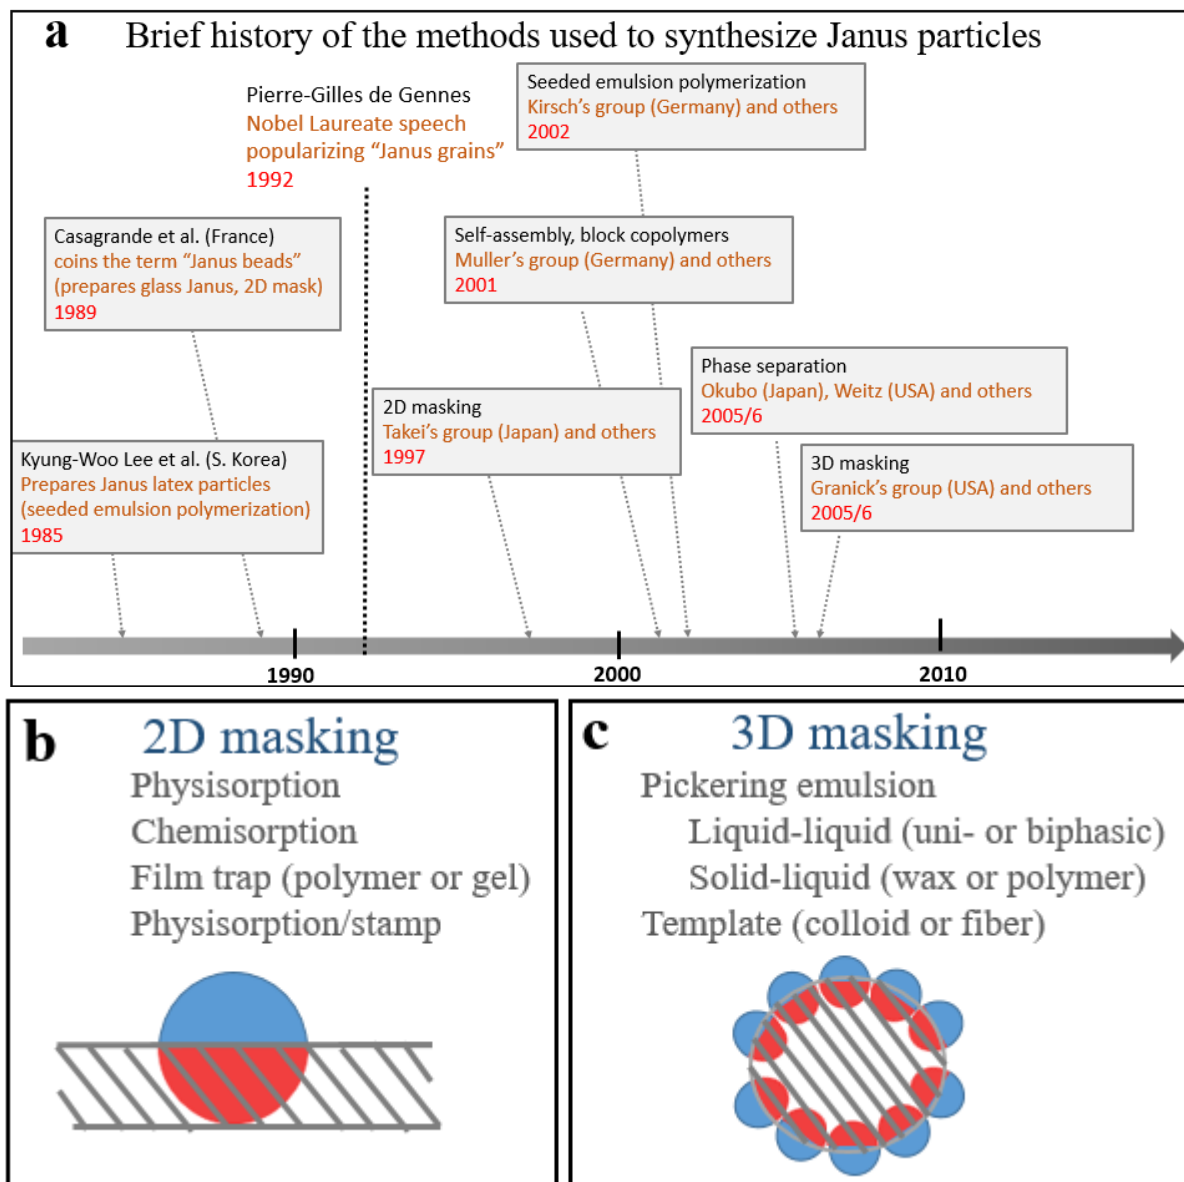 a Brief history of the methods used to synthesize Janus particles
Pierre-Gilles de Gennes
Nobel Laureate speech
popularizing “Janus grains”
1992
Seeded emulsion polymerization
Kirsch’s group (Germany) and others
2002
Casagrande et al. (France)
coins the term “Janus beads”
(prepares glass Janus, 2D mask)
1989
Self-assembly, block copolymers
Muller’s group (Germany) and others
2001
Phase separation
Okubo (Japan), Weitz (USA) and others
2005/6
2D masking
Takei’s group (Japan) and others
1997
Kyung-Woo Lee et al. (S. Korea)
Prepares Janus latex particles
(seeded emulsion polymerization)
1985
3D masking
Granick’s group (USA) and others
2005/6
1990
2000
2010
b 2D masking
Physisorption
Chemisorption
Film trap (polymer or gel)
Physisorption/stamp
c 3D masking
Pickering emulsion
Liquid-liquid (uni- or biphasic)
Solid-liquid (wax or polymer)
Template (colloid or fiber)